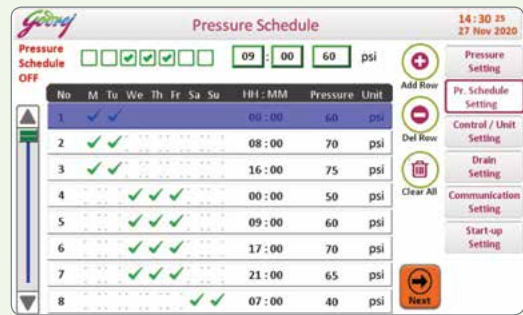 Godrej
Pressure Schedule
14:30 25
27 Nov 2020
Pressure
Schedule
OFF
09 : 00 60 psi
Add Row
Del Row
Clear All
Next
No M Tu We Th Fr Sa Su HH:MM Pressure Unit
1 00:00 60 psi
2 08:00 70 psi
3 16:00 75 psi
4 00:00 50 psi
5 09:00 60 psi
6 17:00 70 psi
7 21:00 65 psi
8 07:00 40 psi
Pressure
Setting
Pr. Schedule
Setting
Control / Unit
Setting
Drain
Setting
Communication
Setting
Start-up
Setting